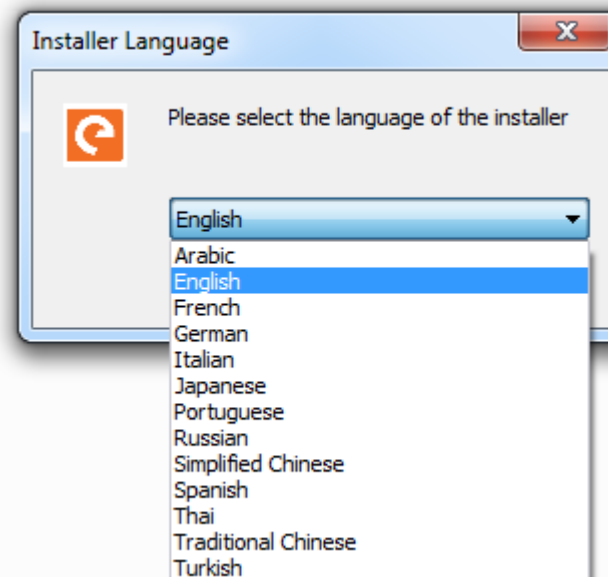 Installer Language
Please select the language of the installer
English
Arabic
English
French
German
Italian
Japanese
Portuguese
Russian
Simplified Chinese
Spanish
Thai
Traditional Chinese
Turkish